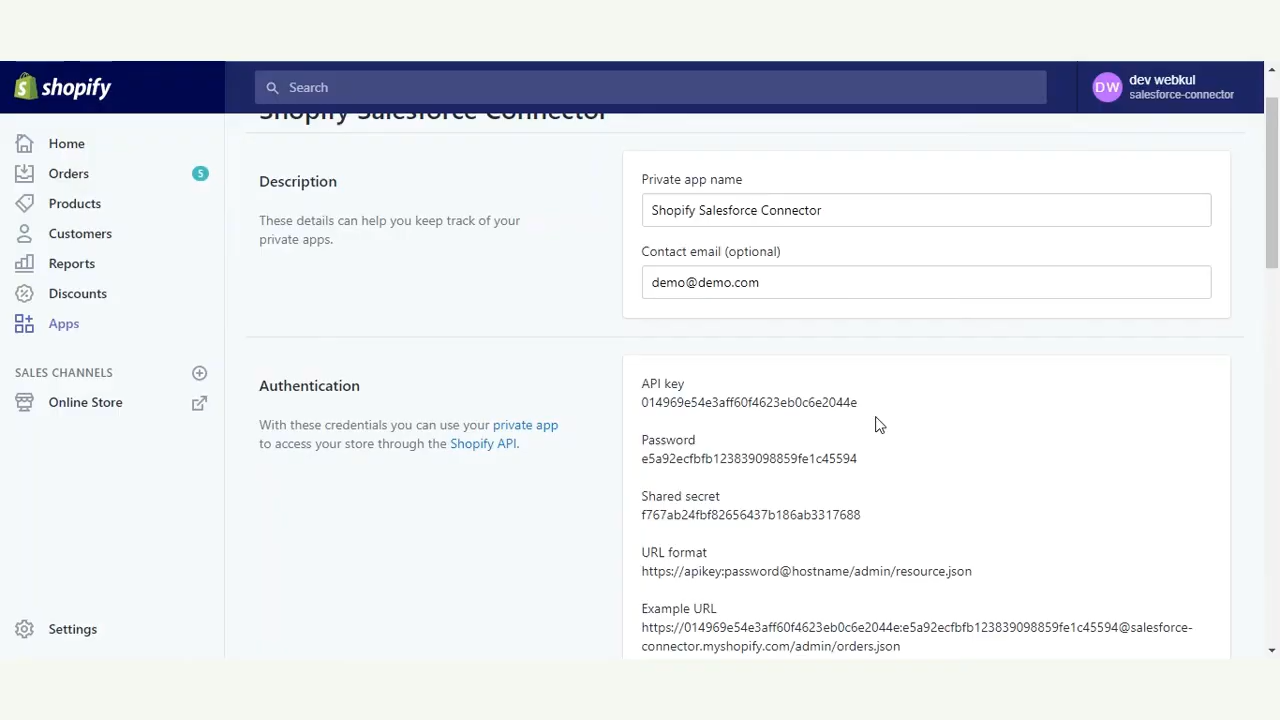 shopify
Search
DW
dev webkul
salesforce-connector
Home
Orders
5
Products
Customers
Reports
Discounts
Apps
SALES CHANNELS
Online Store
Settings
Shopify Salesforce Connector
Description
These details can help you keep track of your
private apps.
Private app name
Shopify Salesforce Connector
Contact email (optional)
demo@demo.com
Authentication
With these credentials you can use your private app
to access your store through the Shopify API.
API key
014969e54e3aff60f4623eb0c6e2044e
Password
e5a92ecfbfb123839098859fe1c45594
Shared secret
f767ab24fbf82656437b186ab3317688
URL format
https://apikey:password@hostname/admin/resource.json
Example URL
https://014969e54e3aff60f4623eb0c6e2044e:e5a92ecfbfb123839098859fe1c45594@salesforce-
connector.myshopify.com/admin/orders.json